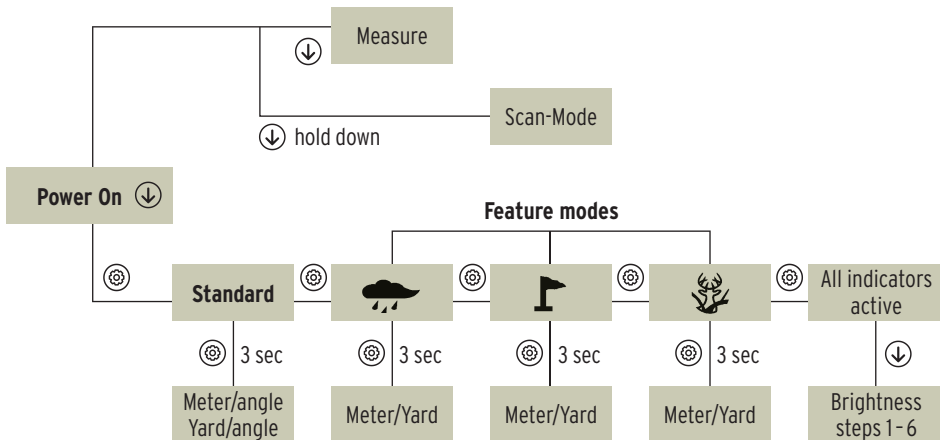 Measure
Scan-Mode
hold down
Power On
Feature modes
Standard
All indicators
active
3 sec
3 sec
3 sec
3 sec
Meter/angle
Yard/angle
Meter/Yard
Meter/Yard
Meter/Yard
Brightness
steps 1-6